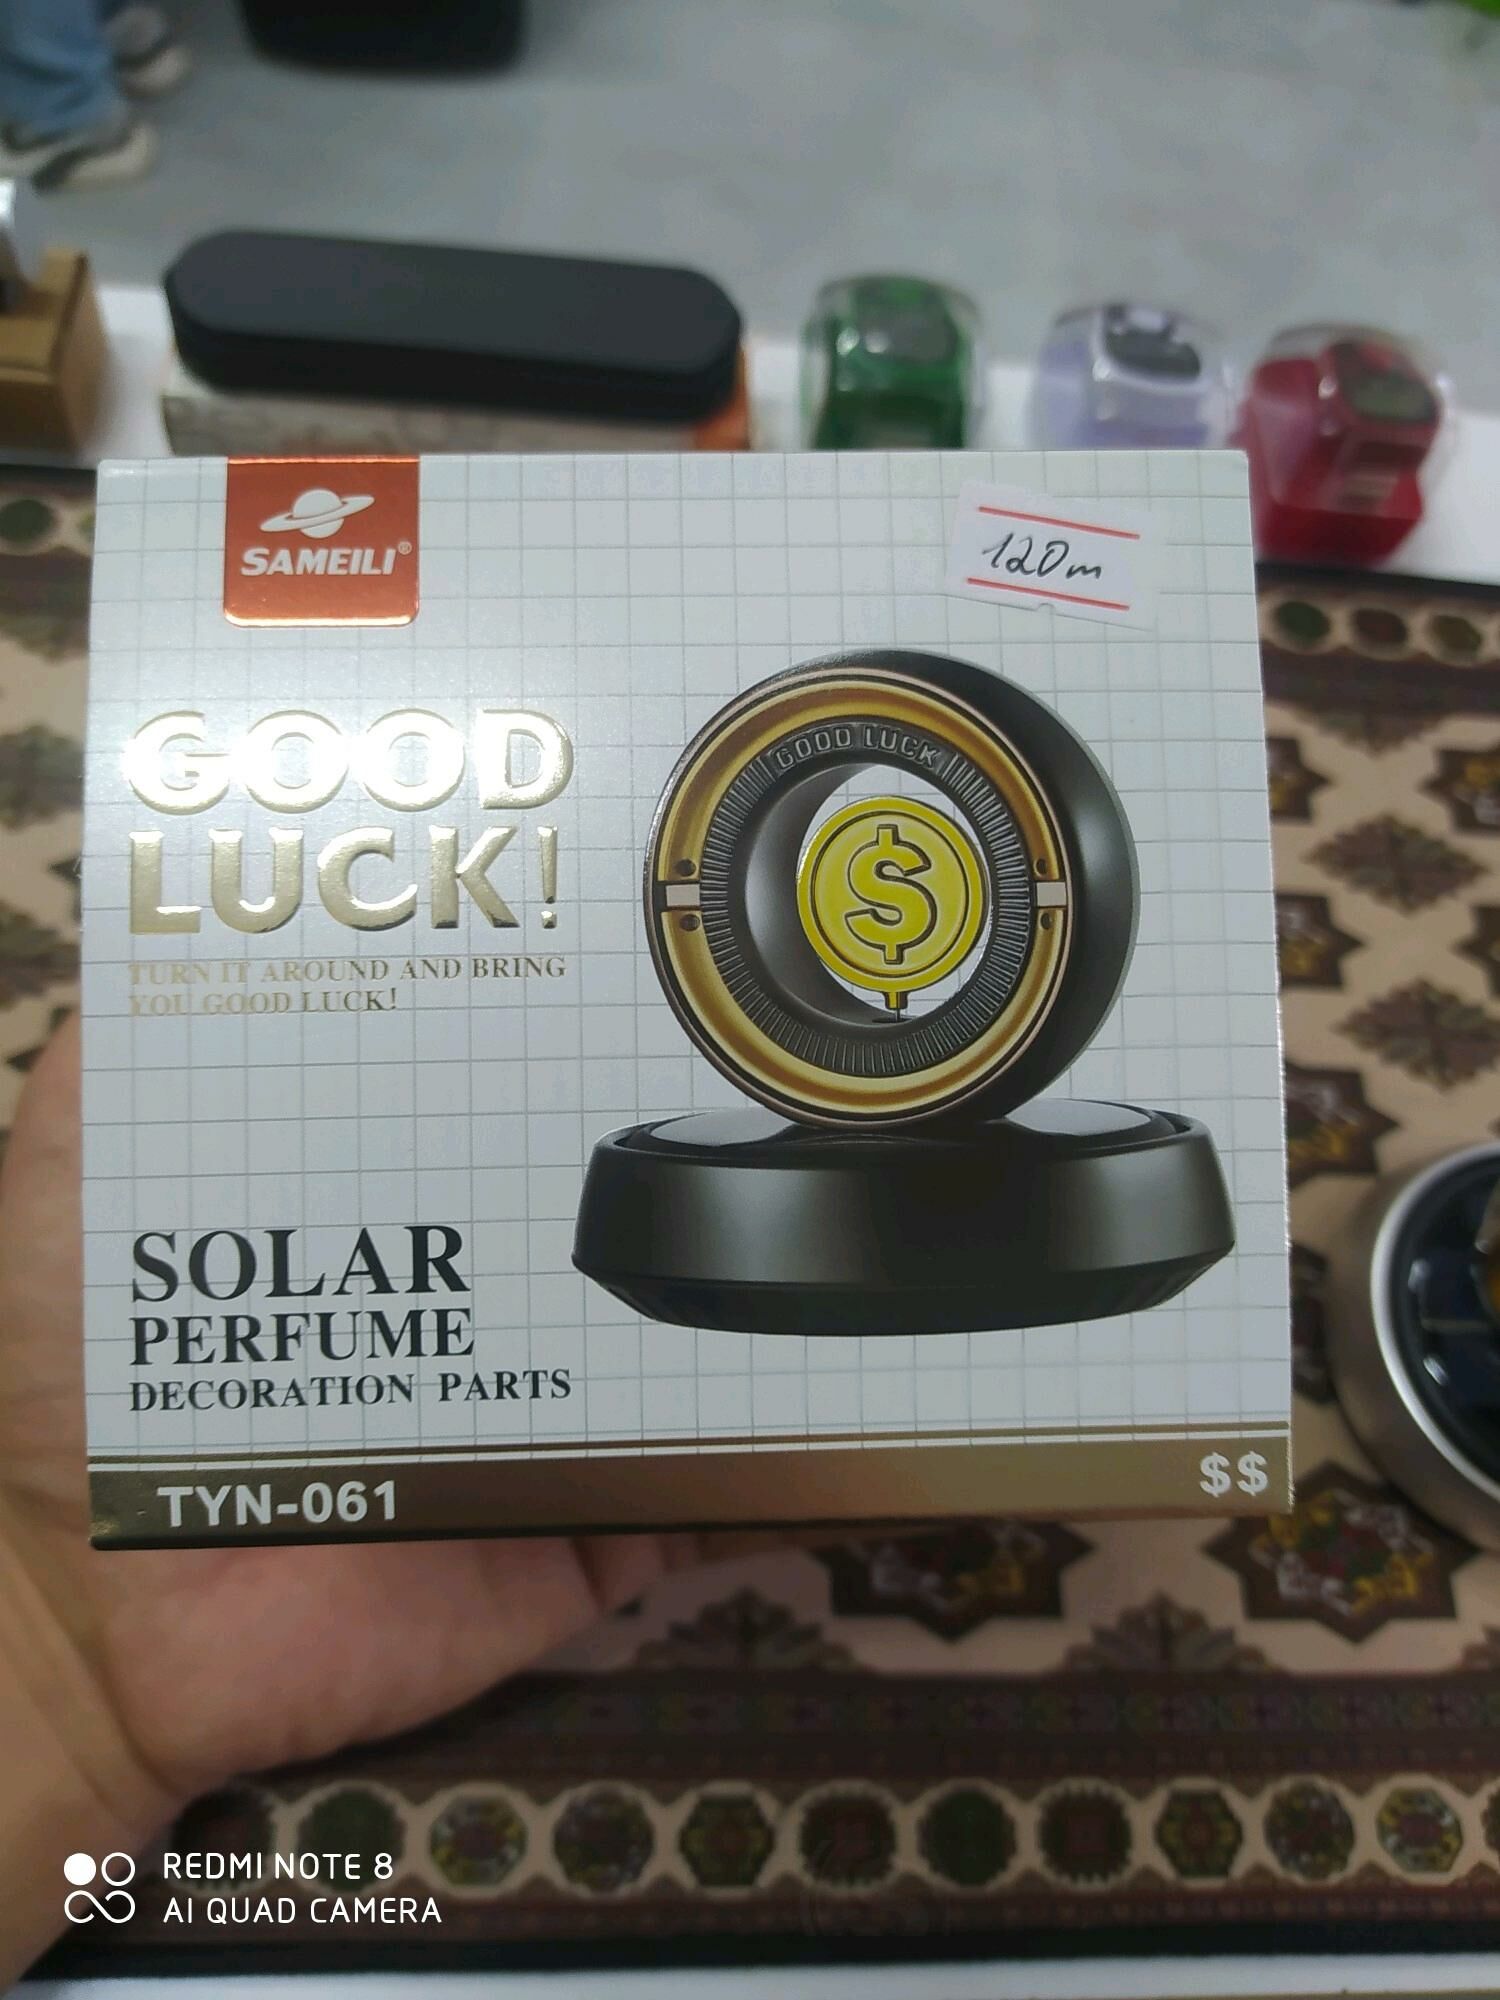 SAMEILI®
120m
GOOD
LUCK!
TURN IT AROUND AND BRING
YOU GOOD LUCK!
GOOD LUCK
$
SOLAR
PERFUME
DECORATION PARTS
TYN-061
$$
REDMI NOTE 8
AI QUAD CAMERA